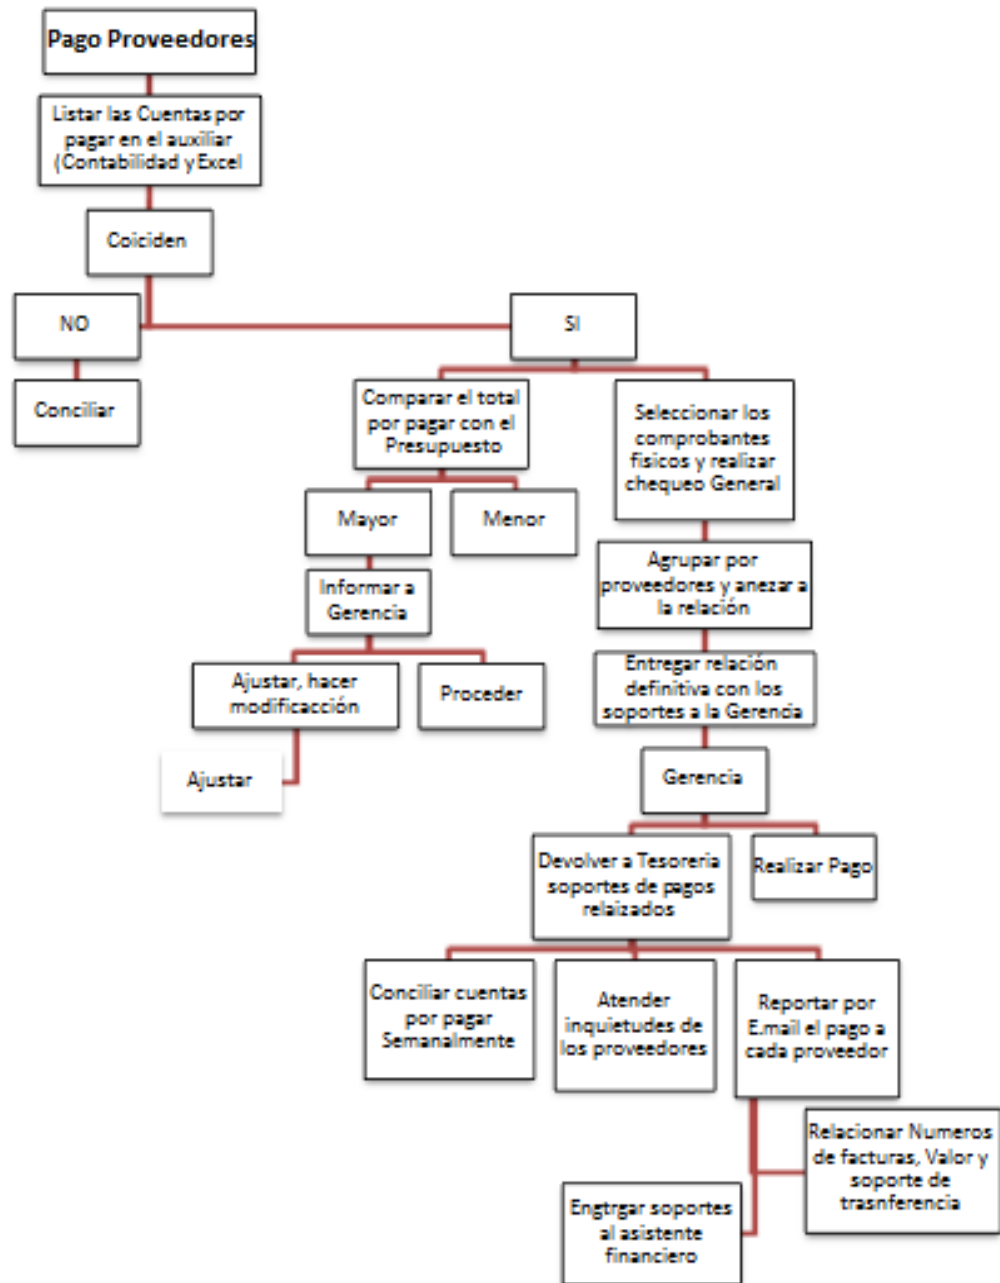 Pago Proveedores
Listar las Cuentas por
pagar en el auxiliar
(Contabilidad y Excel
Coiciden
NO
SI
Conciliar
Comparar el total
por pagar con el
Presupuesto
Seleccionar los
comprobantes
fisicos y realizar
chequeo General
Mayor
Menor
Informar a
Gerencia
Agrupar por
proveedores y anezar a
la relación
Ajustar, hacer
modificacción
Proceder
Entregar relación
definitiva con los
soportes a la Gerencia
Ajustar
Gerencia
Devolver a Tesoreria
soportes de pagos
relaizados
Realizar Pago
Conciliar cuentas
por pagar
Semanalmente
Atender
inquietudes de
los proveedores
Reportar por
E.mail el pago a
cada proveedor
Relacionar Numeros
de facturas, Valor y
soporte de
trasnferencia
Engtrgar soportes
al asistente
financiero